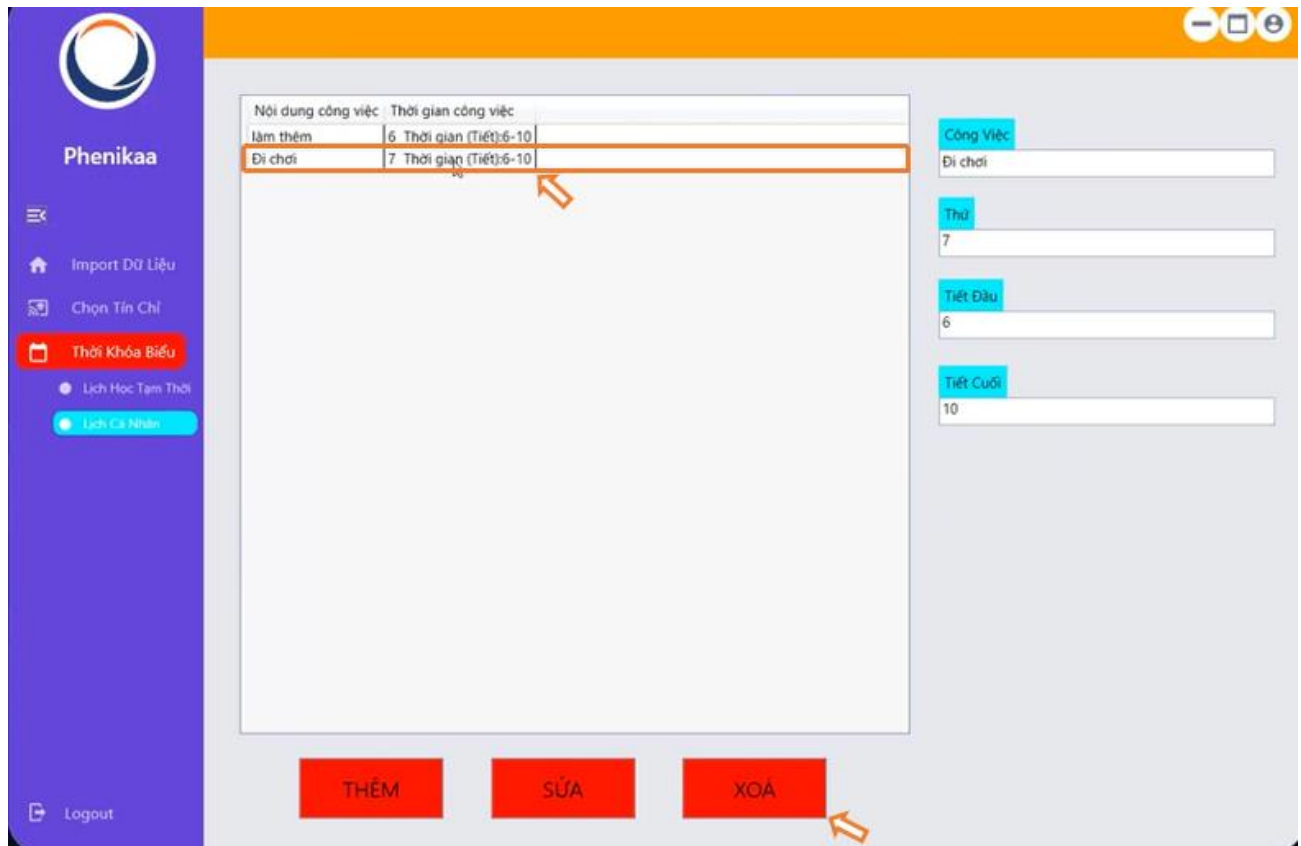 Phenikaa
Import Dữ Liệu
Chọn Tín Chỉ
Thời Khóa Biểu
Lịch Học Tạm Thời
Lịch Cá Nhân
Logout
Nội dung công việc Thời gian công việc
làm thêm 6 Thời gian (Tiết):6-10
Đi chơi 7 Thời gian (Tiết):6-10
THÊM SỬA XOÁ
Công Việc
Đi chơi
Thứ
7
Tiết Đầu
6
Tiết Cuối
10